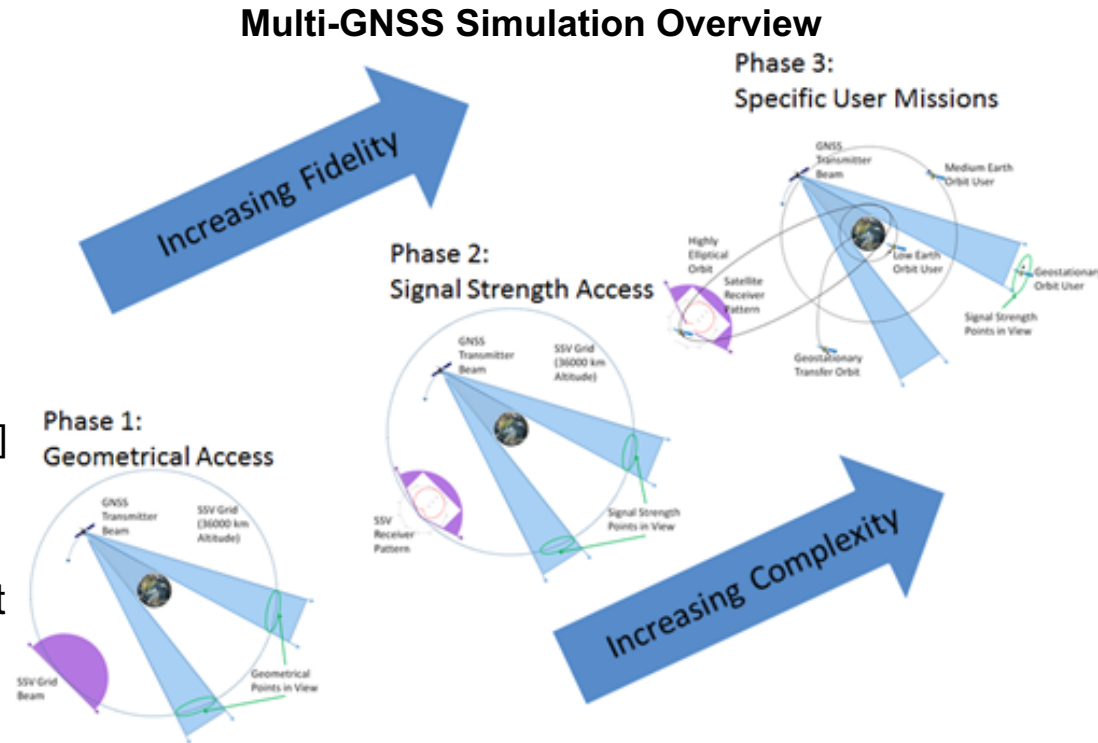 Multi-GNSS Simulation Overview
Phase 3:
Specific User Missions
Increasing Fidelity
GNSS
Transmitter
Beam
Medium Earth
Orbit User
Highly
Elliptical
Orbit
Low Earth
Orbit User
Satellite
Receiver
Pattern
Geostationary
Orbit User
Signal Strength
Points in View
Geostationary
Transfer Orbit
Phase 2:
Signal Strength Access
GNSS
Transmitter
Beam
SSV Grid
(36000 km
Altitude)
SSV
Receiver
Pattern
Signal Strength
Points in View
]
Phase 1:
Geometrical Access
GNSS
Transmitter
Beam
SSV Grid
(36000 km
Altitude)
t
SSV Grid
Beam
Geometrical
Points in View
Increasing Complexity